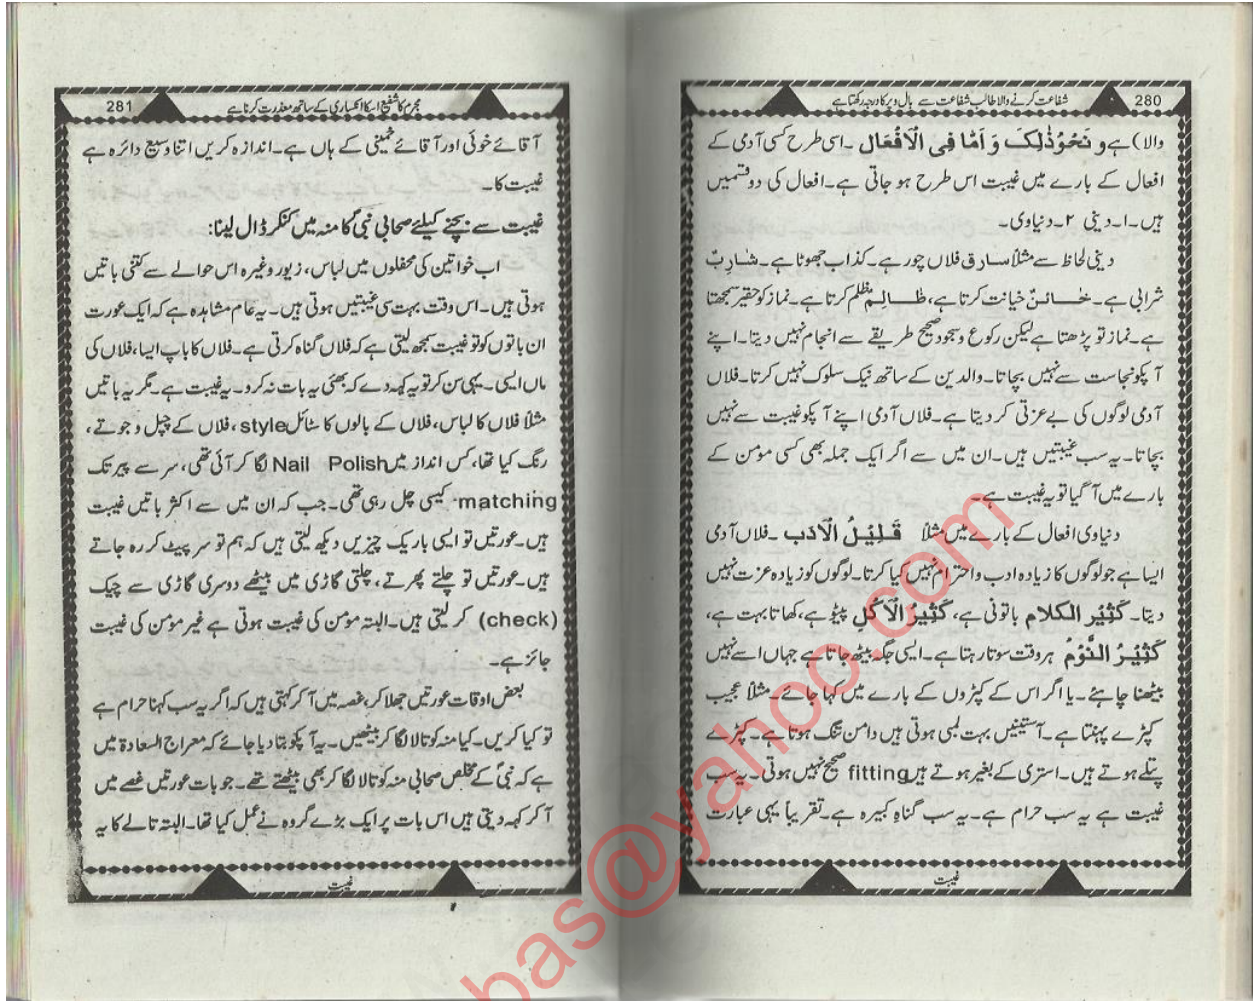 280
شفاعت کرنے والا طالب شفاعت سے بال و پر کا درجہ رکھتا ہے
والا) ہے و نَحُوذٰلِکَ وَ اَمَّا فِی الْاَفْعَال ۔اسی طرح کسی آدمی کے
افعال کے بارے میں غیبت اس طرح ہو جاتی ہے۔افعال کی دو قسمیں
ہیں۔۱۔دینی ۲۔دنیاوی۔
دینی لحاظ سے مثلاً سارق فلاں چور ہے۔کذاب جھوٹا ہے۔شارِبٌ
شرابی ہے۔ خائنٌ خیانت کرتا ہے، ظالِمٌ ظلم کرتا ہے۔نماز کو حقیر سمجھتا
ہے۔نماز تو پڑھتا ہے لیکن رکوع و سجود صحیح طریقے سے انجام نہیں دیتا۔اپنے
آپکو نجاست سے نہیں بچاتا۔والدین کے ساتھ نیک سلوک نہیں کرتا۔فلاں
آدمی لوگوں کی بے عزتی کر دیتا ہے۔فلاں آدمی اپنے آپکو غیبت سے نہیں
بچاتا۔یہ سب غیبتیں ہیں۔ان میں سے اگر ایک جملہ بھی کسی مومن کے
بارے میں آگیا تو یہ غیبت ہے۔
دنیاوی افعال کے بارے میں مثلاً قَلِیْلُ الْاَدَب ۔فلاں آدمی
ایسا ہے جو لوگوں کا زیادہ ادب و احترام نہیں کیا کرتا۔لوگوں کو زیادہ عزت نہیں
دیتا۔ کَثِیْر الکلام باتونی ہے، کَثِیْرُ الْاَکْلِ پیٹو ہے، کھاتا بہت ہے،
کَثِیْرُ النَّوْمُ ہر وقت سوتا رہتا ہے۔ایسی جگہ بیٹھ جاتا ہے جہاں اسے نہیں
بیٹھنا چاہئے۔یا اگر اس کے کپڑوں کے بارے میں کہا جائے۔مثلاً عجیب
کپڑے پہنتا ہے۔آستینیں بہت لمبی ہوتی ہیں دامن تنگ ہوتا ہے۔کپڑے
پتلے ہوتے ہیں۔استری کے بغیر ہوتے ہیں fitting صحیح نہیں ہوتی۔یہ سب
غیبت ہے یہ سب حرام ہے۔یہ سب گناہِ کبیرہ ہے۔تقریباً یہی عبارت
غیبت
مجرم کا شفیع اسکا انکساری کے ساتھ معذرت کرنا ہے
281
آقائے خوئی اور آقائے خمینی کے ہاں ہے۔اندازہ کریں اتنا وسیع دائرہ ہے
غیبت کا۔
غیبت سے بچنے کیلئے صحابی نبیؐ کا منہ میں کنکر ڈال لینا:
اب خواتین کی محفلوں میں لباس، زیور وغیرہ اس حوالے سے کتنی باتیں
ہوتی ہیں۔اس وقت بہت سی غیبتیں ہوتی ہیں۔یہ عام مشاہدہ ہے کہ ایک عورت
ان باتوں کو تو غیبت سمجھ لیتی ہے کہ فلاں گناہ کرتی ہے۔فلاں کا باپ ایسا، فلاں کی
ماں ایسی۔یہی سن کر تو یہ کہہ دے کہ بھئی یہ بات نہ کرو۔یہ غیبت ہے۔مگر یہ باتیں
مثلاً فلاں کا لباس، فلاں کے بالوں کا سٹائل style، فلاں کے چپل و جوتے،
رنگ کیا تھا، کس انداز میں Nail Polish لگا کر آئی تھی، سر سے پیر تک
matching کیسی چل رہی تھی۔جب کہ ان میں سے اکثر باتیں غیبت
ہیں۔عورتیں تو ایسی باریک چیزیں دیکھ لیتی ہیں کہ ہم تو سر پیٹ کر رہ جاتے
ہیں۔عورتیں تو چلتے پھرتے، چلتی گاڑی میں بیٹھے دوسری گاڑی سے چیک
(check) کر لیتی ہیں۔البتہ مومن کی غیبت ہوتی ہے غیر مومن کی غیبت
جائز ہے۔
بعض اوقات عورتیں جھلا کر، غصہ میں آکر کہتی ہیں کہ اگر یہ سب کہنا حرام ہے
تو کیا کریں۔کیا منہ کو تالا لگا کر بیٹھیں۔یہ آپکو بتا دیا جائے کہ معراج السعادۃ میں
ہے کہ نبیؐ کے مخلص صحابی منہ کو تالا لگا کر بھی بیٹھتے تھے۔جو بات عورتیں غصے میں
آکر کہہ دیتی ہیں اس بات پر ایک بڑے گروہ نے عمل کیا تھا۔البتہ تالے کا یہ
غیبت
bas@yahoo.com